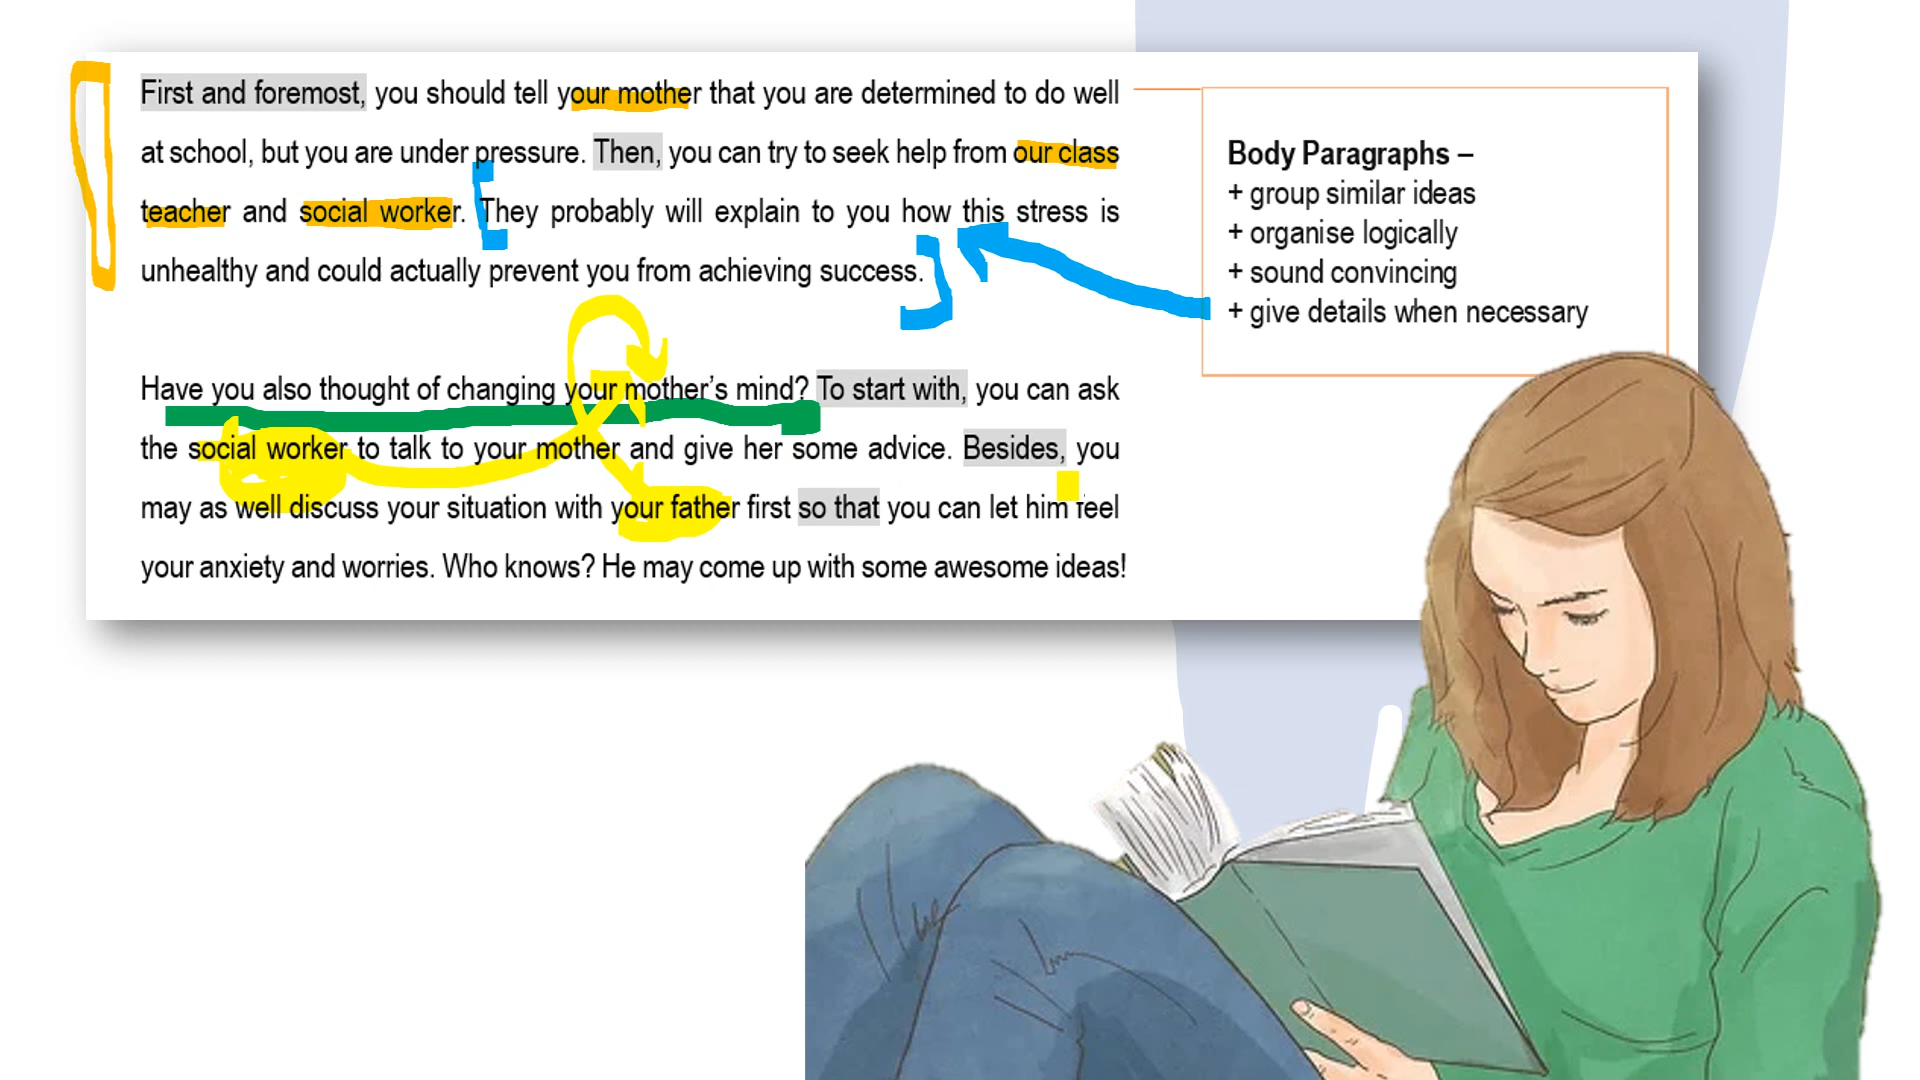 First and foremost, you should tell your mother that you are determined to do well
at school, but you are under pressure. Then, you can try to seek help from our class
teacher and social worker. They probably will explain to you how this stress is
unhealthy and could actually prevent you from achieving success.
Have you also thought of changing your mother’s mind? To start with, you can ask
the social worker to talk to your mother and give her some advice. Besides, you
may as well discuss your situation with your father first so that you can let him feel
your anxiety and worries. Who knows? He may come up with some awesome ideas!
Body Paragraphs –
+ group similar ideas
+ organise logically
+ sound convincing
+ give details when necessary